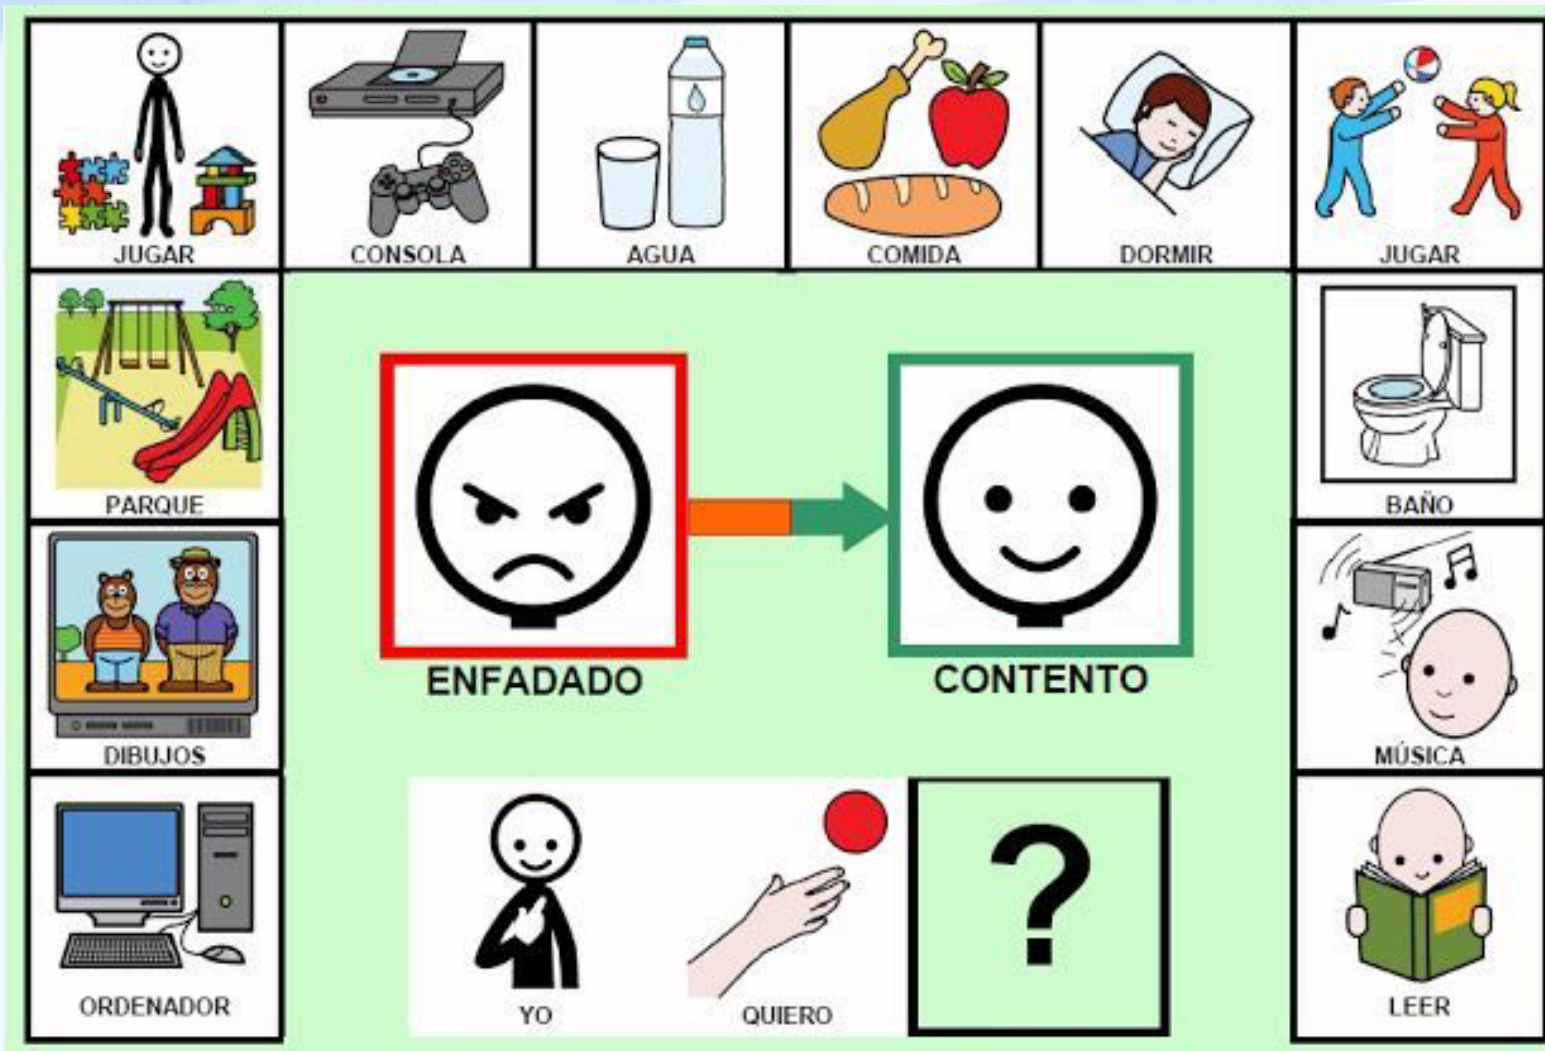 JUGAR CONSOLA AGUA COMIDA DORMIR JUGAR
PARQUE
BAÑO
ENFADADO CONTENTO
DIBUJOS
MÚSICA
ORDENADOR
YO QUIERO ?
LEER